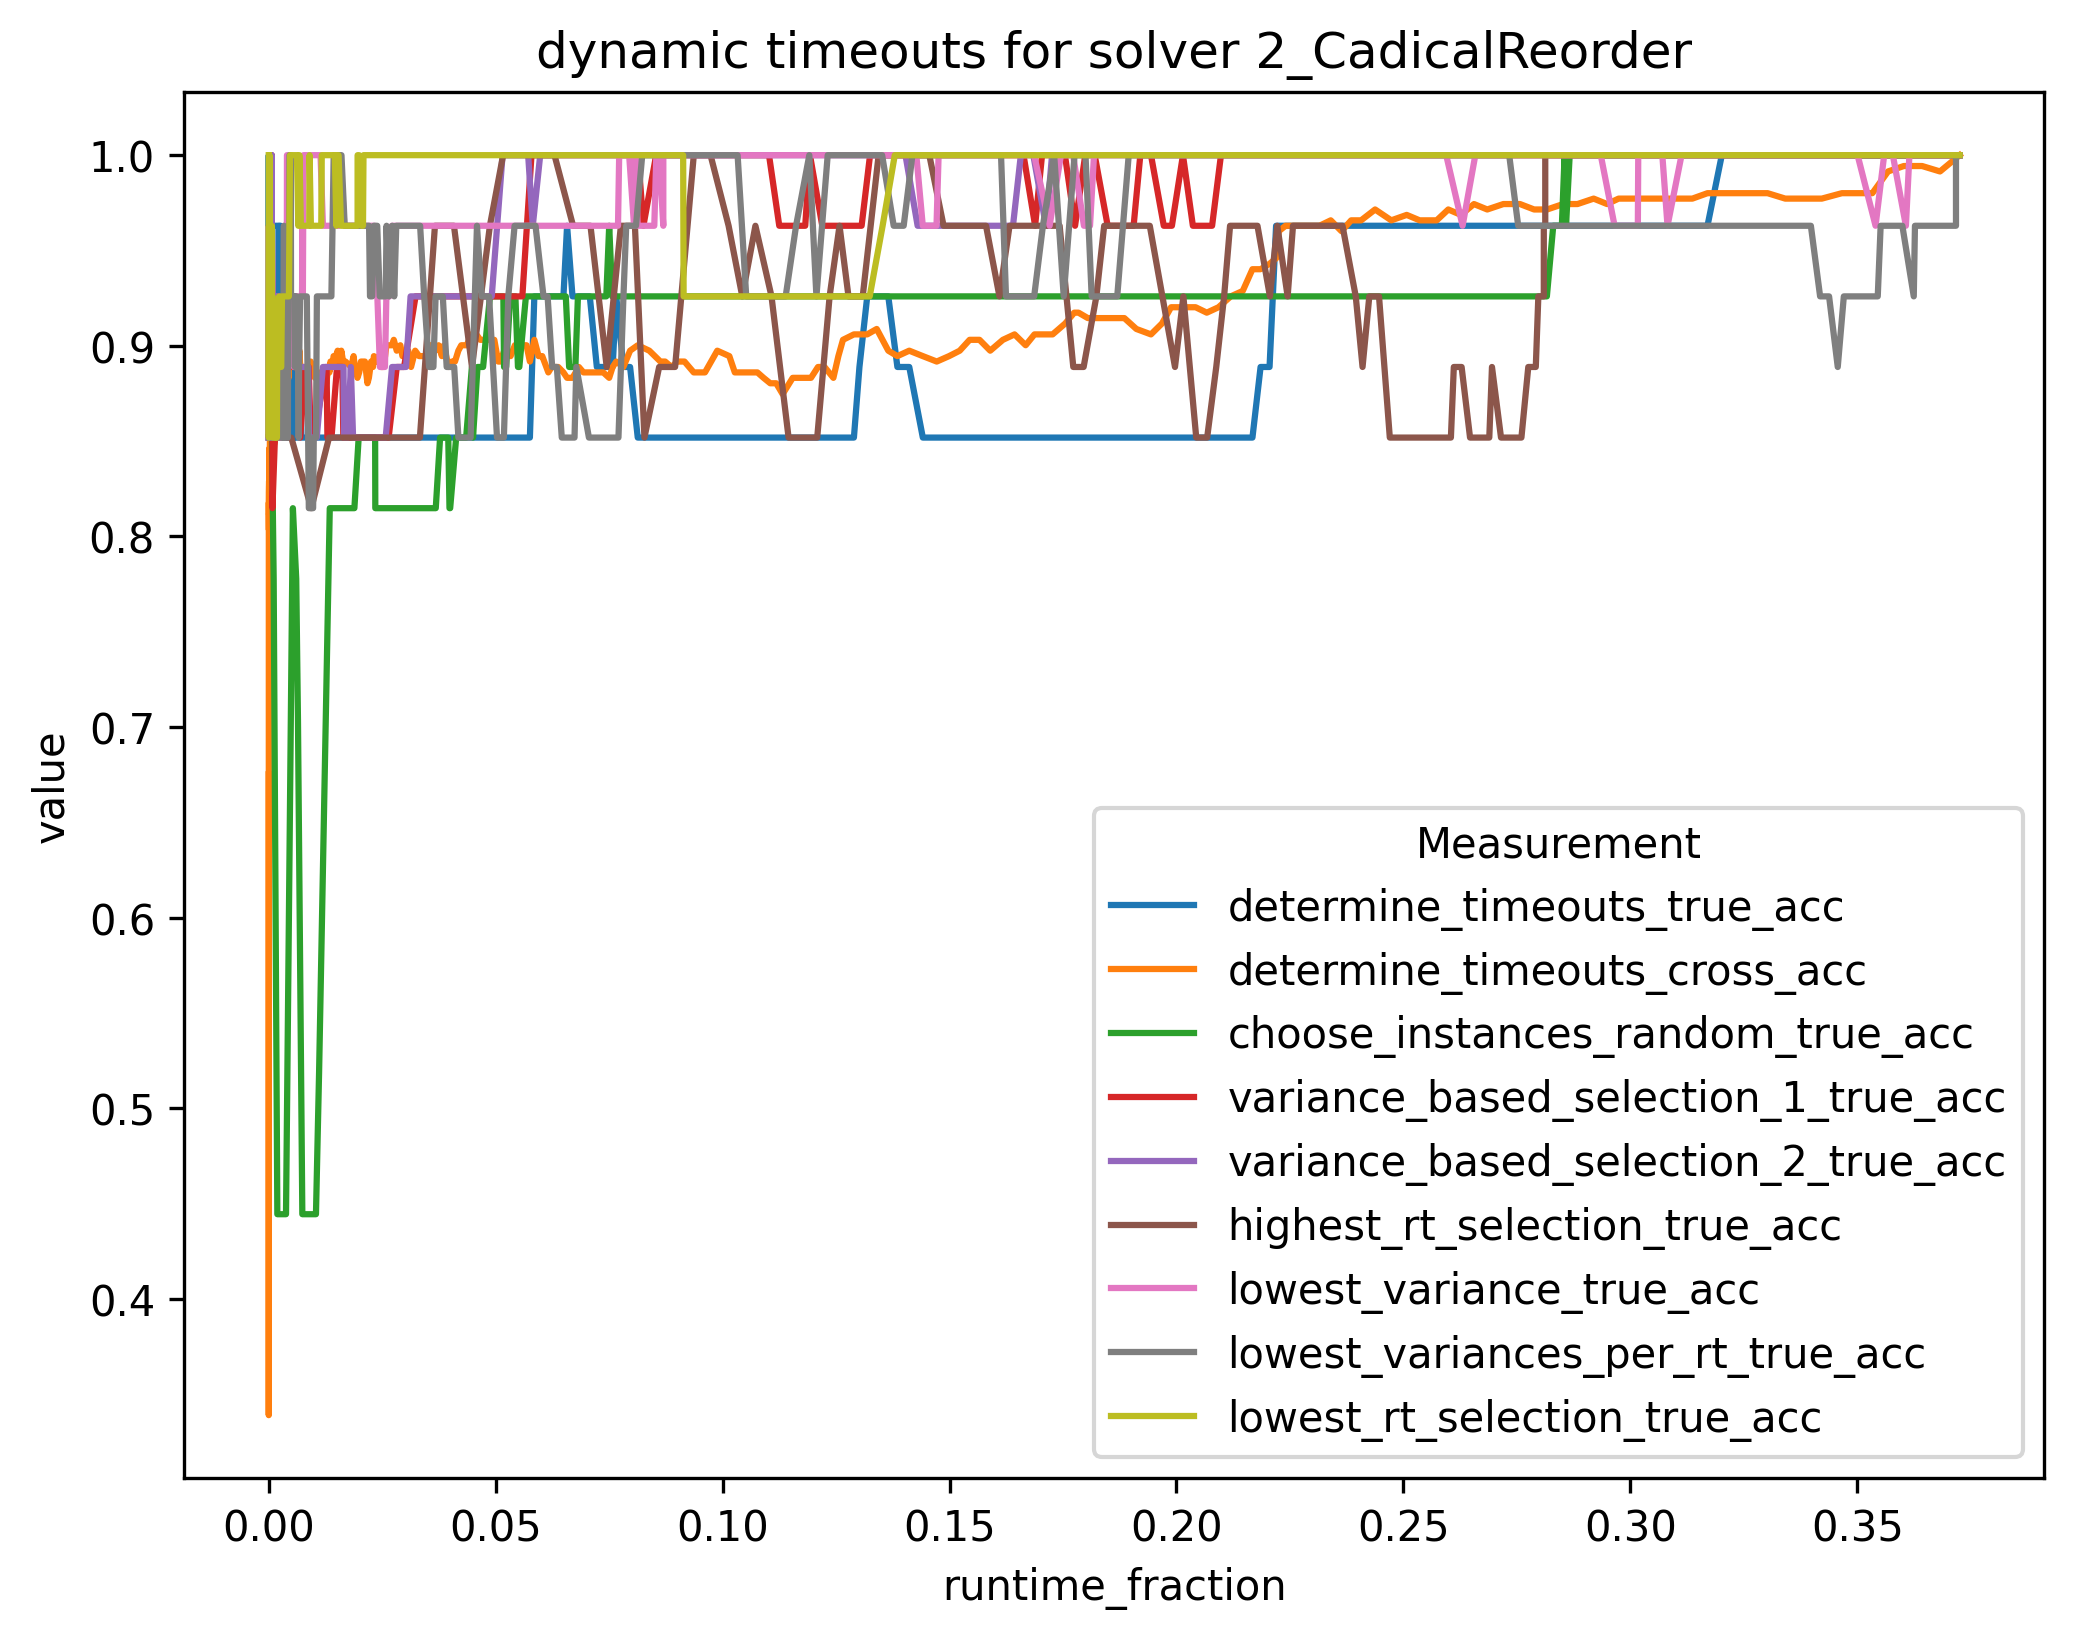 dynamic timeouts for solver 2_CadicalReorder
1.0
0.9
0.8
0.7
0.6
0.5
0.4
value
Measurement
determine_timeouts_true_acc
determine_timeouts_cross_acc
choose_instances_random_true_acc
variance_based_selection_1_true_acc
variance_based_selection_2_true_acc
highest_rt_selection_true_acc
lowest_variance_true_acc
lowest_variances_per_rt_true_acc
lowest_rt_selection_true_acc
0.00 0.05 0.10 0.15 0.20 0.25 0.30 0.35
runtime_fraction